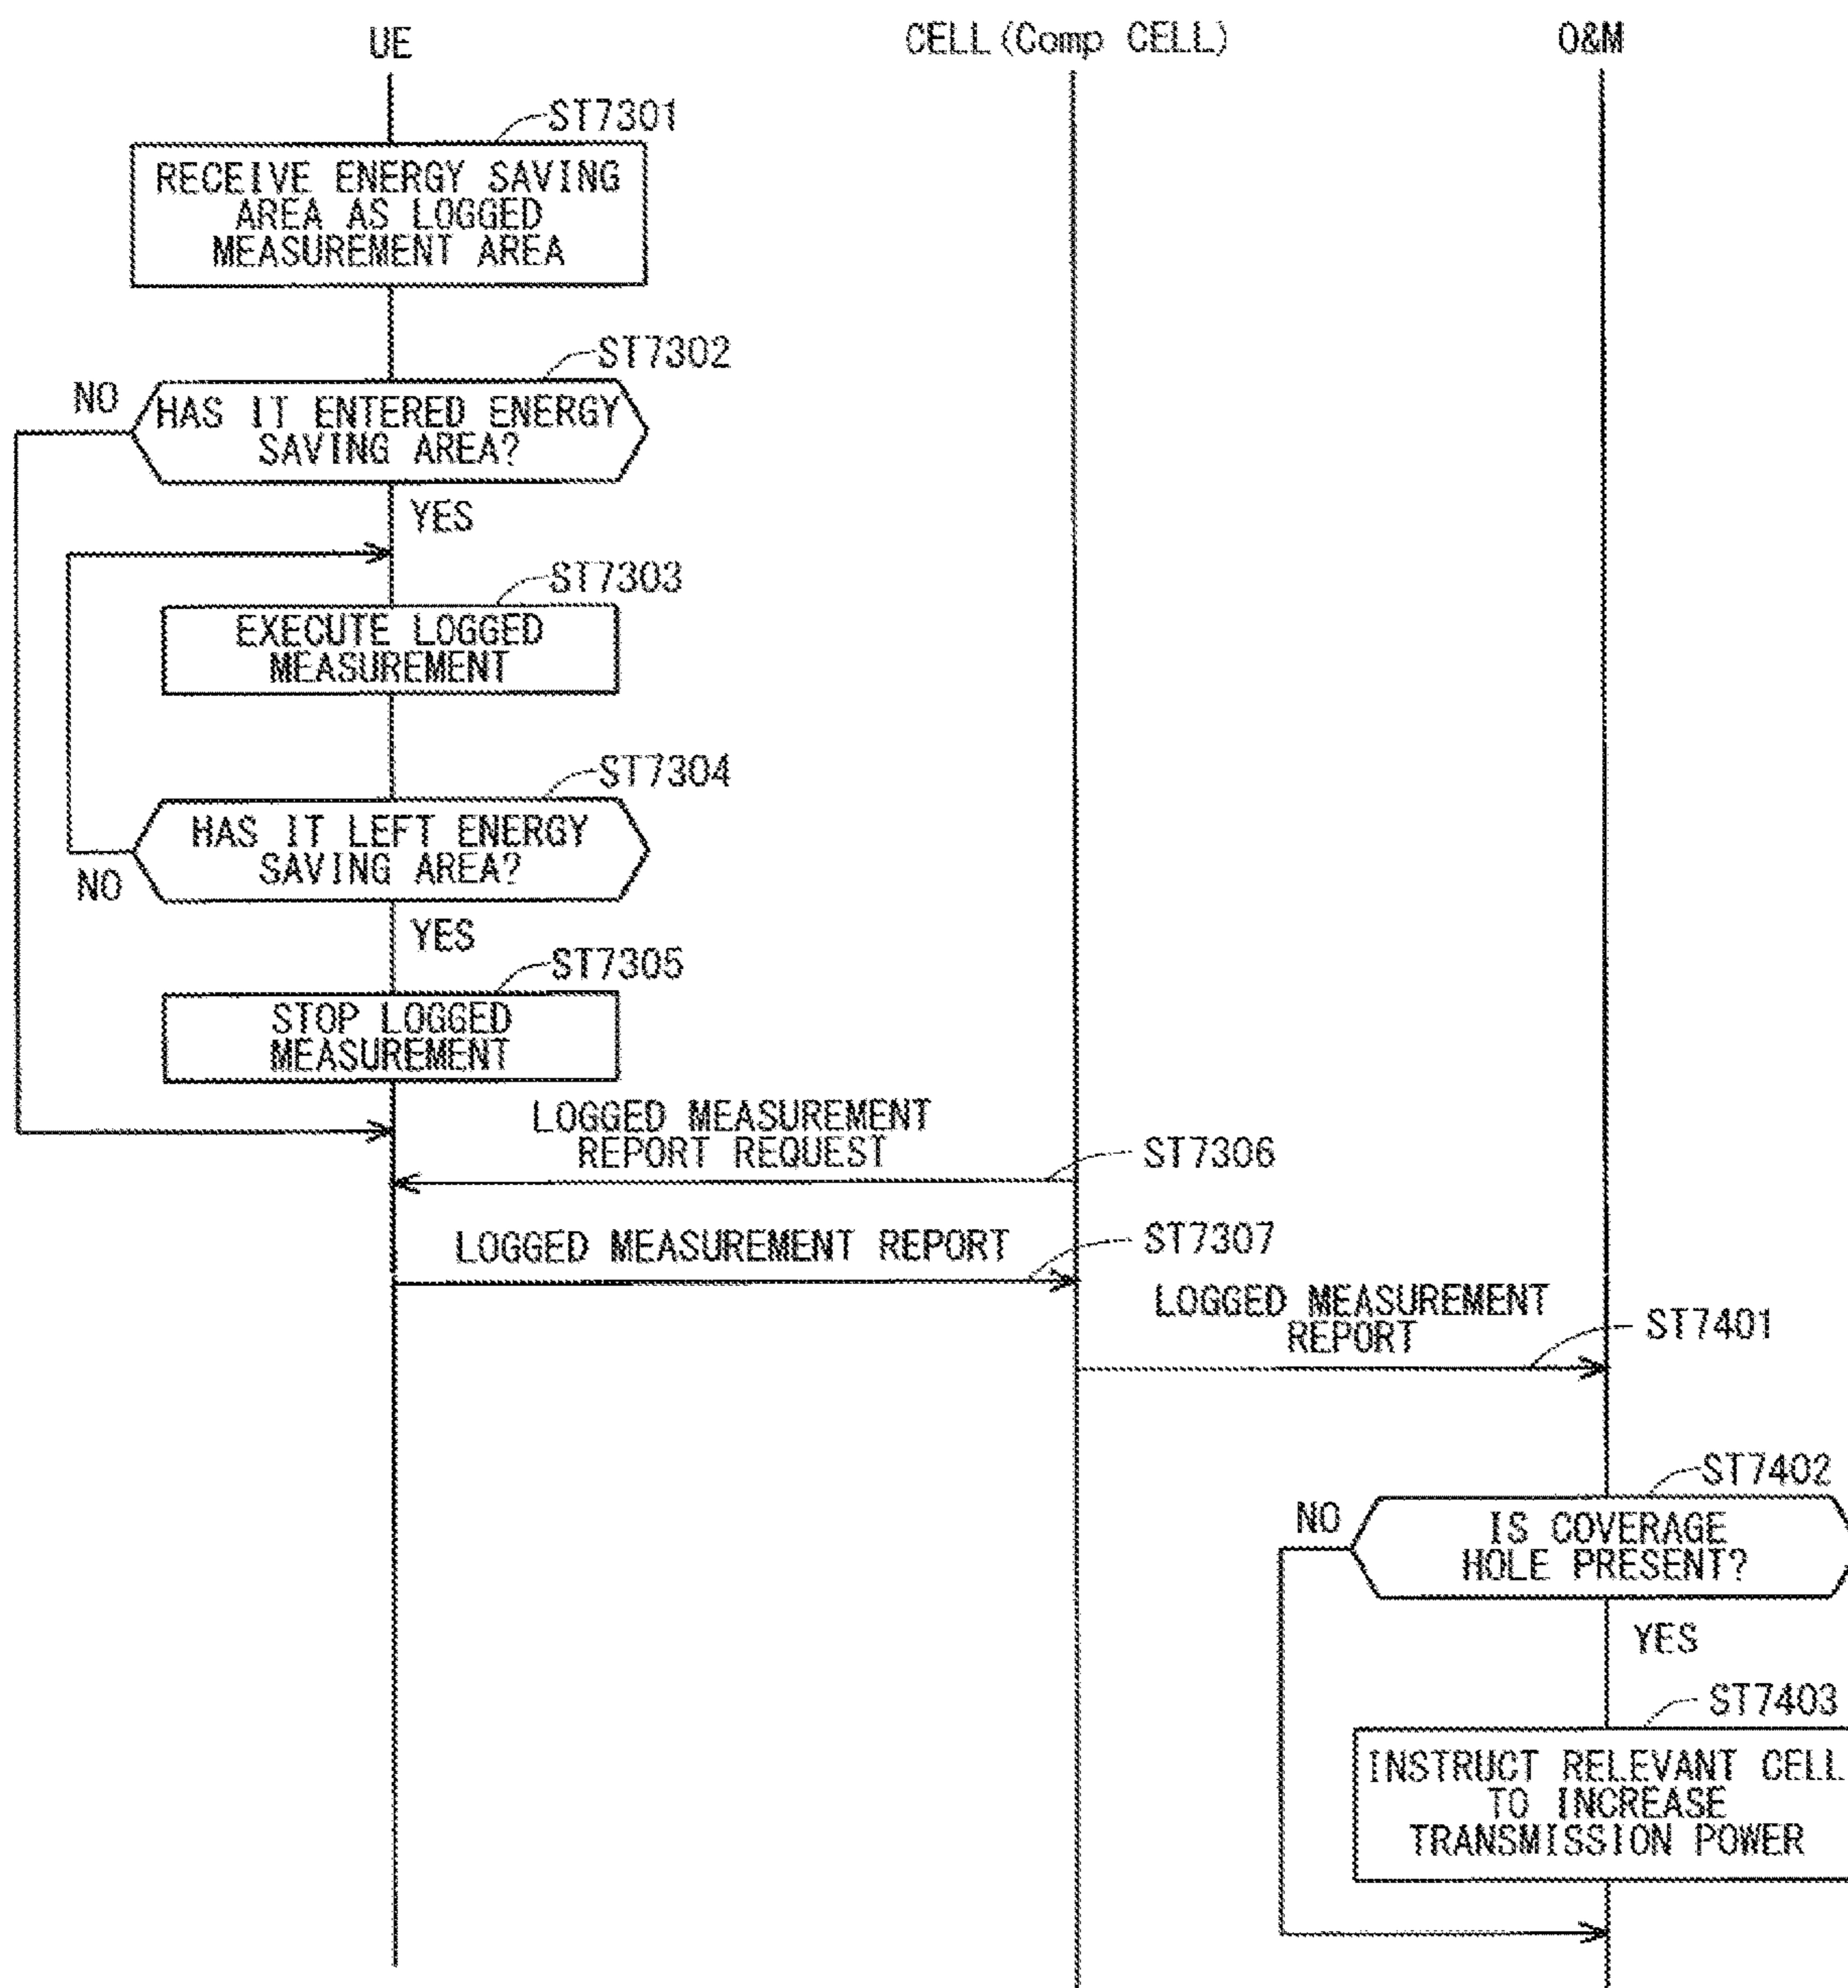 UE
CELL(Comp CELL)
O&M
ST7301
RECEIVE ENERGY SAVING
AREA AS LOGGED
MEASUREMENT AREA
ST7302
NO
HAS IT ENTERED ENERGY
SAVING AREA?
YES
ST7303
EXECUTE LOGGED
MEASUREMENT
ST7304
HAS IT LEFT ENERGY
SAVING AREA?
NO
YES
ST7305
STOP LOGGED
MEASUREMENT
LOGGED MEASUREMENT
REPORT REQUEST
ST7306
LOGGED MEASUREMENT REPORT
ST7307
LOGGED MEASUREMENT
REPORT
ST7401
ST7402
NO
IS COVERAGE
HOLE PRESENT?
YES
ST7403
INSTRUCT RELEVANT CELL
TO INCREASE
TRANSMISSION POWER